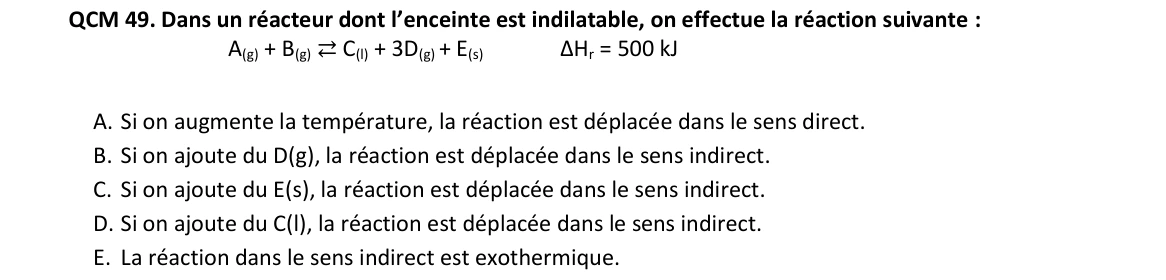 QCM 49. Dans un réacteur dont l’enceinte est indilatable, on effectue la réaction suivante :
A(g) + B(g) ⇄ C(l) + 3D(g) + E(s) ΔHr = 500 kJ
A. Si on augmente la température, la réaction est déplacée dans le sens direct.
B. Si on ajoute du D(g), la réaction est déplacée dans le sens indirect.
C. Si on ajoute du E(s), la réaction est déplacée dans le sens indirect.
D. Si on ajoute du C(l), la réaction est déplacée dans le sens indirect.
E. La réaction dans le sens indirect est exothermique.